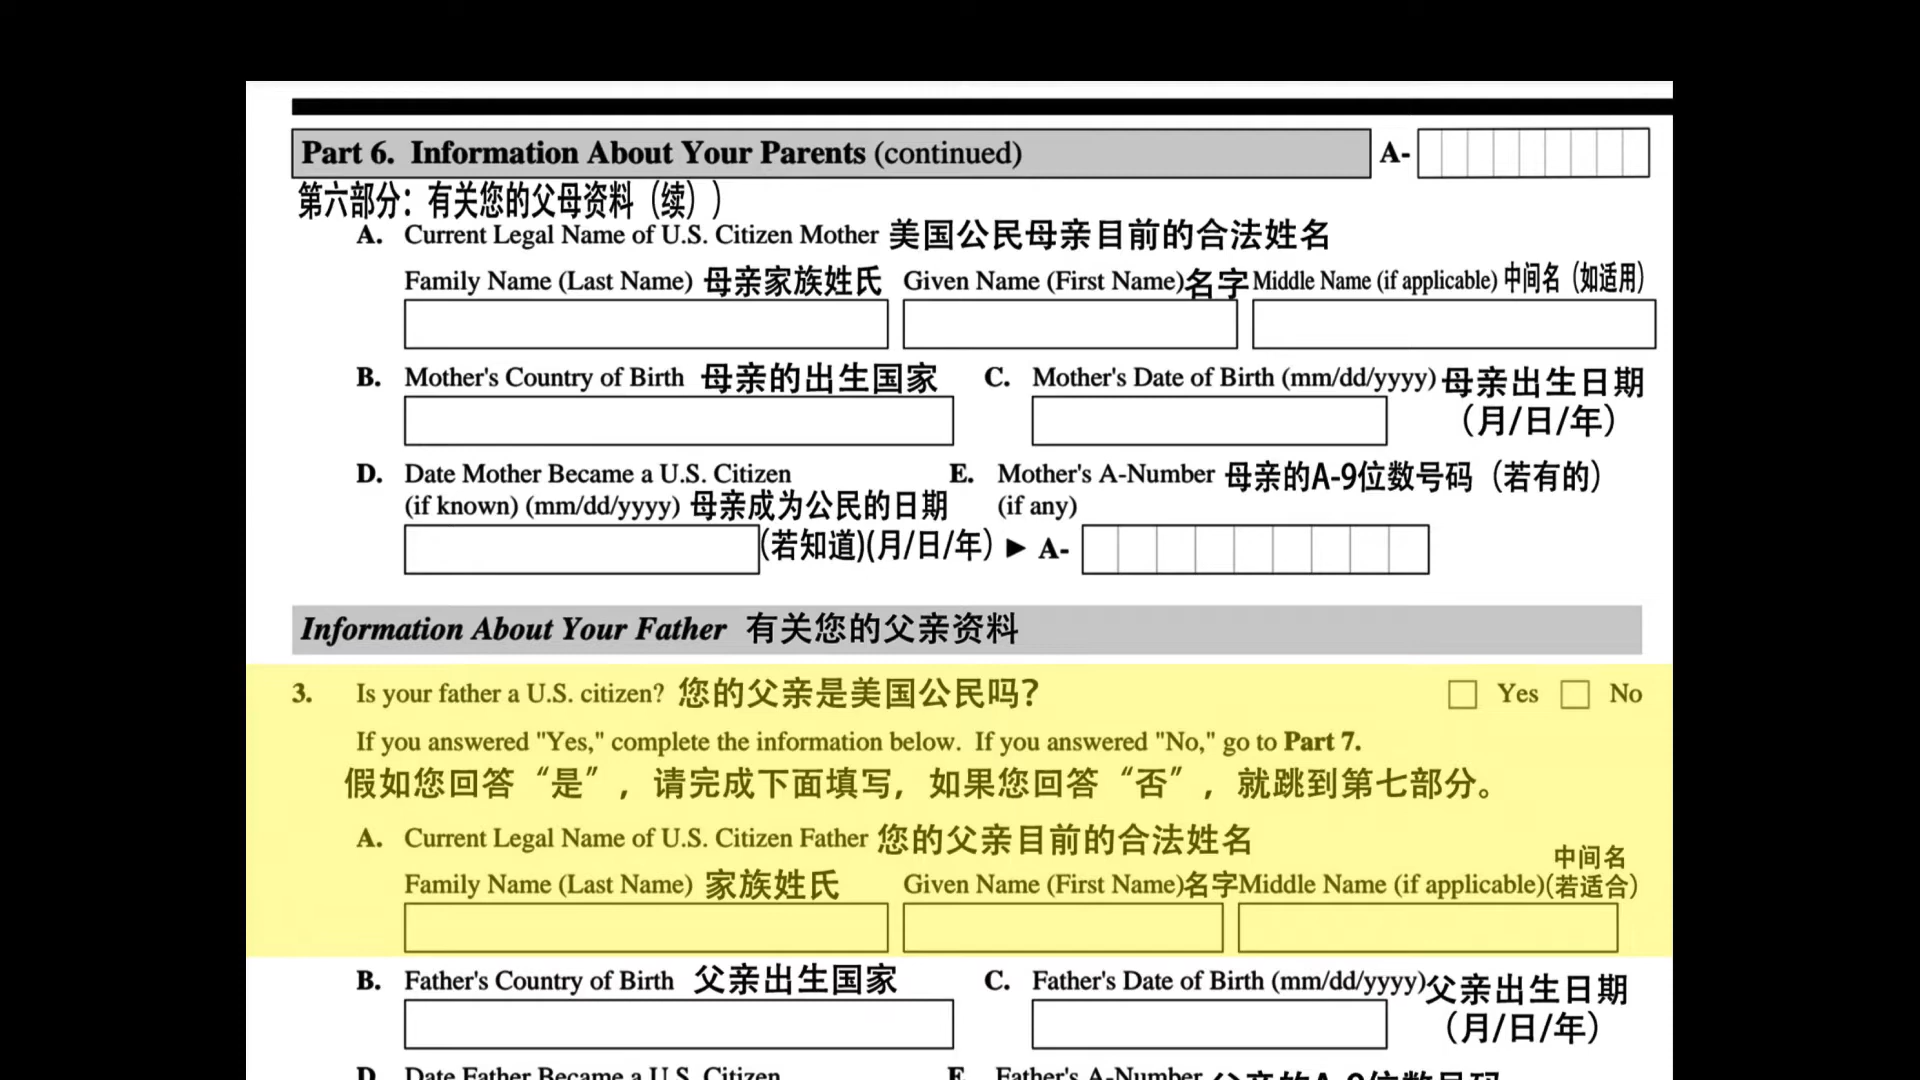 Part 6. Information About Your Parents (continued) A-
第六部分：有关您的父母资料（续））
A. Current Legal Name of U.S. Citizen Mother 美国公民母亲目前的合法姓名
Family Name (Last Name) 母亲家族姓氏 Given Name (First Name)名字 Middle Name (if applicable) 中间名（如适用）
B. Mother's Country of Birth 母亲的出生国家 C. Mother's Date of Birth (mm/dd/yyyy) 母亲出生日期
（月/日/年）
D. Date Mother Became a U.S. Citizen E. Mother's A-Number 母亲的A-9位数号码（若有的）
(if known) (mm/dd/yyyy) 母亲成为公民的日期 (if any)
(若知道)(月/日/年） ► A-
Information About Your Father 有关您的父亲资料
3. Is your father a U.S. citizen? 您的父亲是美国公民吗？ Yes No
If you answered "Yes," complete the information below. If you answered "No," go to Part 7.
假如您回答“是”，请完成下面填写，如果您回答“否”，就跳到第七部分。
A. Current Legal Name of U.S. Citizen Father 您的父亲目前的合法姓名
中间名
Family Name (Last Name) 家族姓氏 Given Name (First Name)名字 Middle Name (if applicable)(若适合)
B. Father's Country of Birth 父亲出生国家 C. Father's Date of Birth (mm/dd/yyyy)父亲出生日期
（月/日/年）
D. Date Father Became a U.S. Citizen E. Father's A-Number 父亲的A-9位数号码